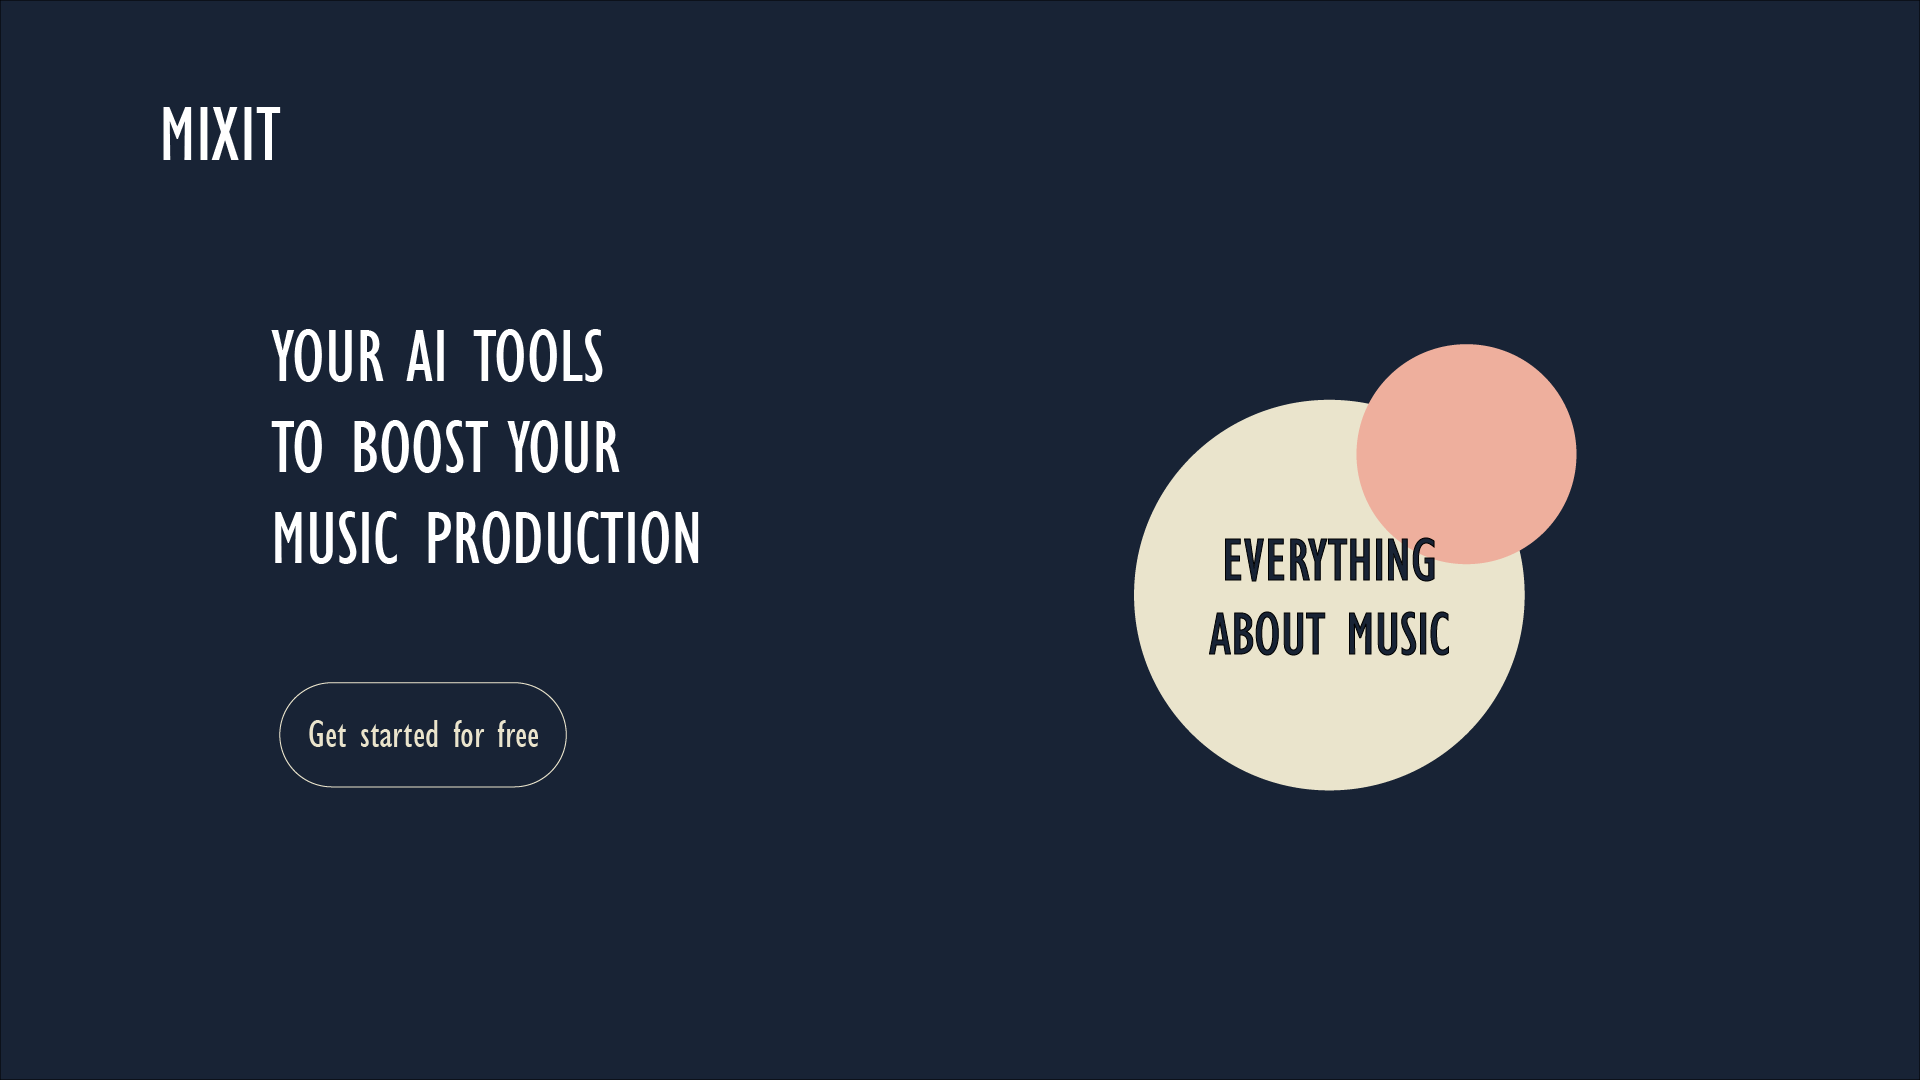 MIXIT
YOUR AI TOOLS
TO BOOST YOUR
MUSIC PRODUCTION
Get started for free
EVERYTHING
ABOUT MUSIC